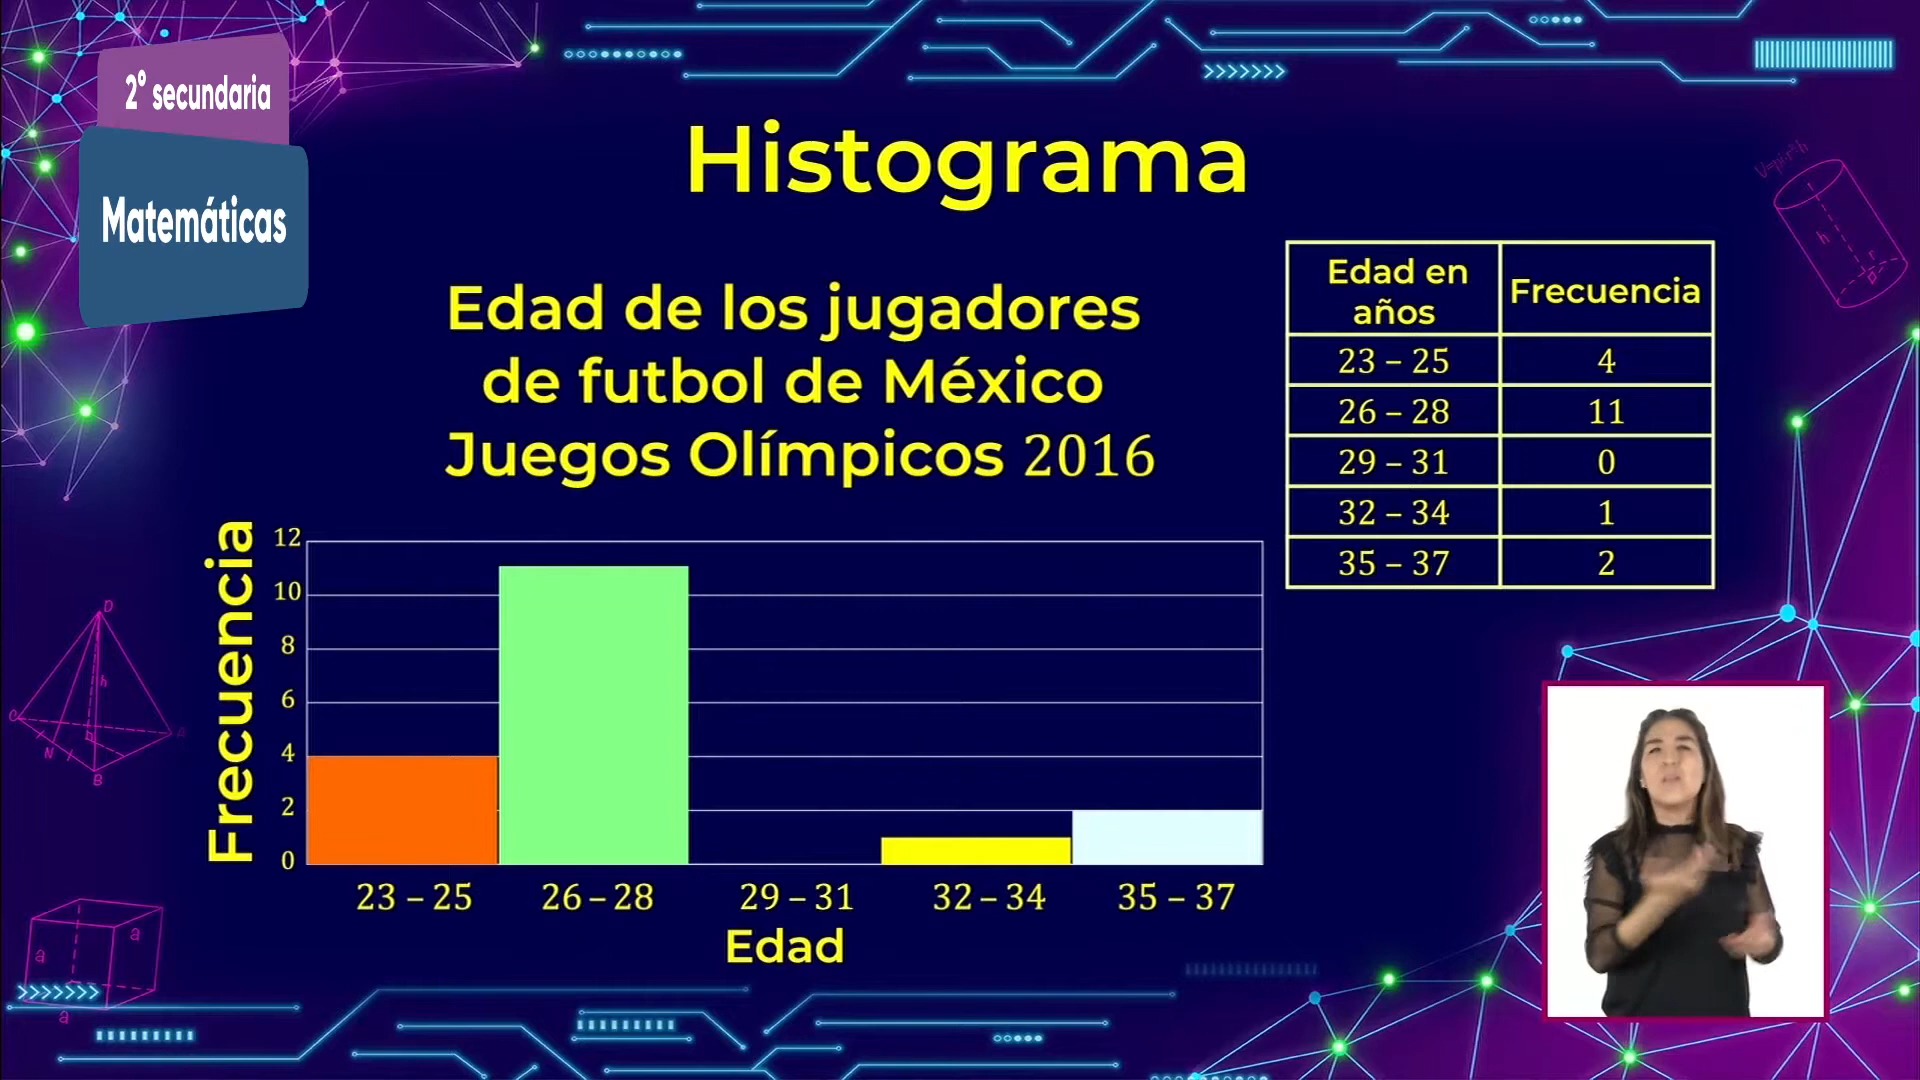 2° secundaria
Matemáticas
Histograma
Edad de los jugadores
de futbol de México
Juegos Olímpicos 2016
Edad en años Frecuencia
23 – 25 4
26 – 28 11
29 – 31 0
32 – 34 1
35 – 37 2
Frecuencia
12
10
8
6
4
2
0
23 – 25 26 – 28 29 – 31 32 – 34 35 – 37
Edad
h
r
D
h
C
A
N
b
B
a
a
a